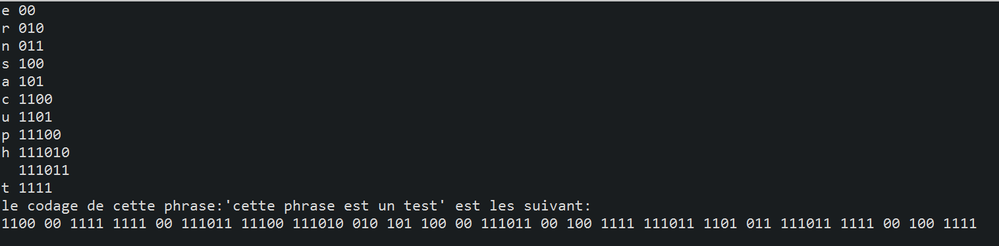 e 00
r 010
n 011
s 100
a 101
c 1100
u 1101
p 11100
h 111010
  111011
t 1111
le codage de cette phrase:'cette phrase est un test' est les suivant:
1100 00 1111 1111 00 111011 11100 111010 010 101 100 00 111011 00 100 1111 111011 1101 011 111011 1111 00 100 1111